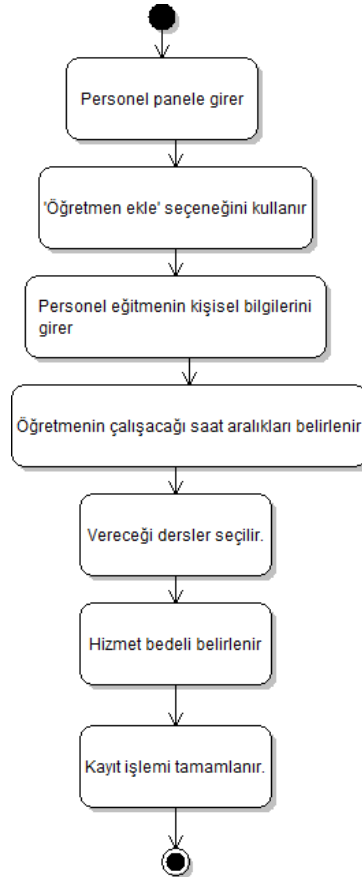 Personel panele girer
'Öğretmen ekle' seçeneğini kullanır
Personel eğitmenin kişisel bilgilerini
girer
Öğretmenin çalışacağı saat aralıkları belirlenir
Vereceği dersler seçilir.
Hizmet bedeli belirlenir
Kayıt işlemi tamamlanır.